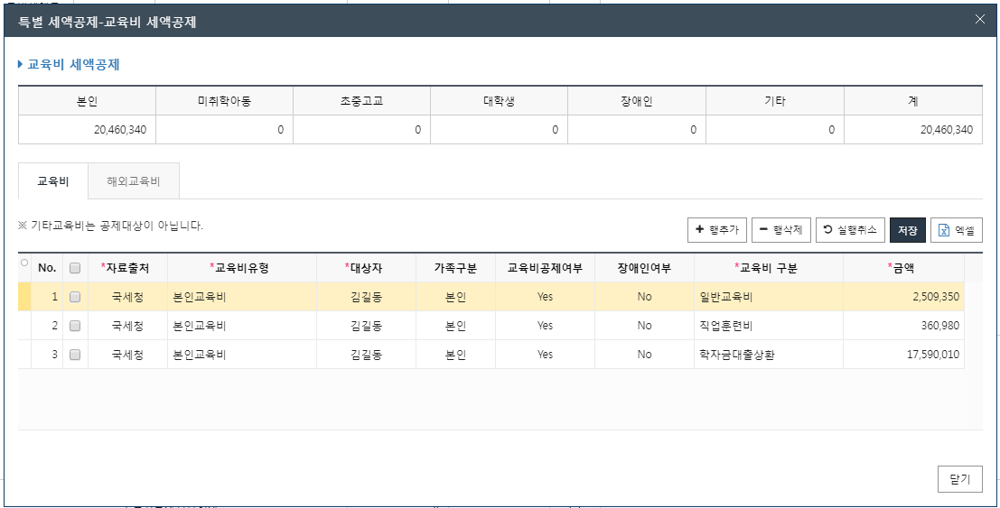 특별 세액공제-교육비 세액공제
교육비 세액공제
본인 미취학아동 초중고교 대학생 장애인 기타 계
20,460,340 0 0 0 0 0 20,460,340
교육비 해외교육비
※ 기타교육비는 공제대상이 아닙니다.
행추가 행삭제 실행취소 저장 엑셀
No. *자료출처 *교육비유형 *대상자 가족구분 교육비공제여부 장애인여부 *교육비 구분 *금액
1 국세청 본인교육비 김길동 본인 Yes No 일반교육비 2,509,350
2 국세청 본인교육비 김길동 본인 Yes No 직업훈련비 360,980
3 국세청 본인교육비 김길동 본인 Yes No 학자금대출상환 17,590,010
닫기